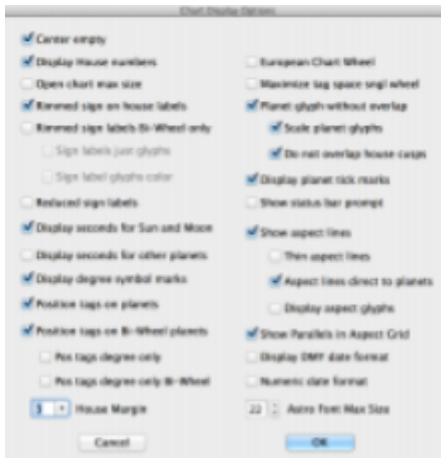 Chart Display Options
Center empty
Display House numbers
Open chart max size
Rimmed sign on house labels
Rimmed sign labels Bi-Wheel only
Sign labels just glyphs
Sign label glyphs color
Reduced sign labels
Display seconds for Sun and Moon
Display seconds for other planets
Display degree symbol marks
Position tags on planets
Position tags on Bi-Wheel planets
Pos tags degree only
Pos tags degree only Bi-Wheel
3 House Margin
Cancel
European Chart Wheel
Maximize tag space sngl wheel
Planet glyph without overlap
Scale planet glyphs
Do not overlap house cusps
Display planet tick marks
Show status bar prompt
Show aspect lines
Thin aspect lines
Aspect lines direct to planets
Display aspect glyphs
Show Parallels in Aspect Grid
Display DMY date format
Numeric date format
22 Astro Font Max Size
OK